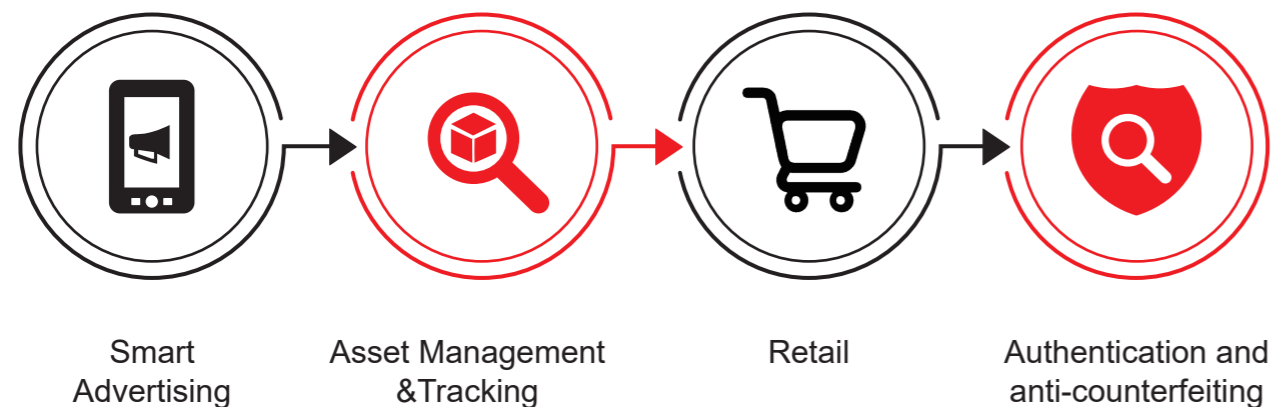 Smart
Advertising
Asset Management
&Tracking
Retail
Authentication and
anti-counterfeiting